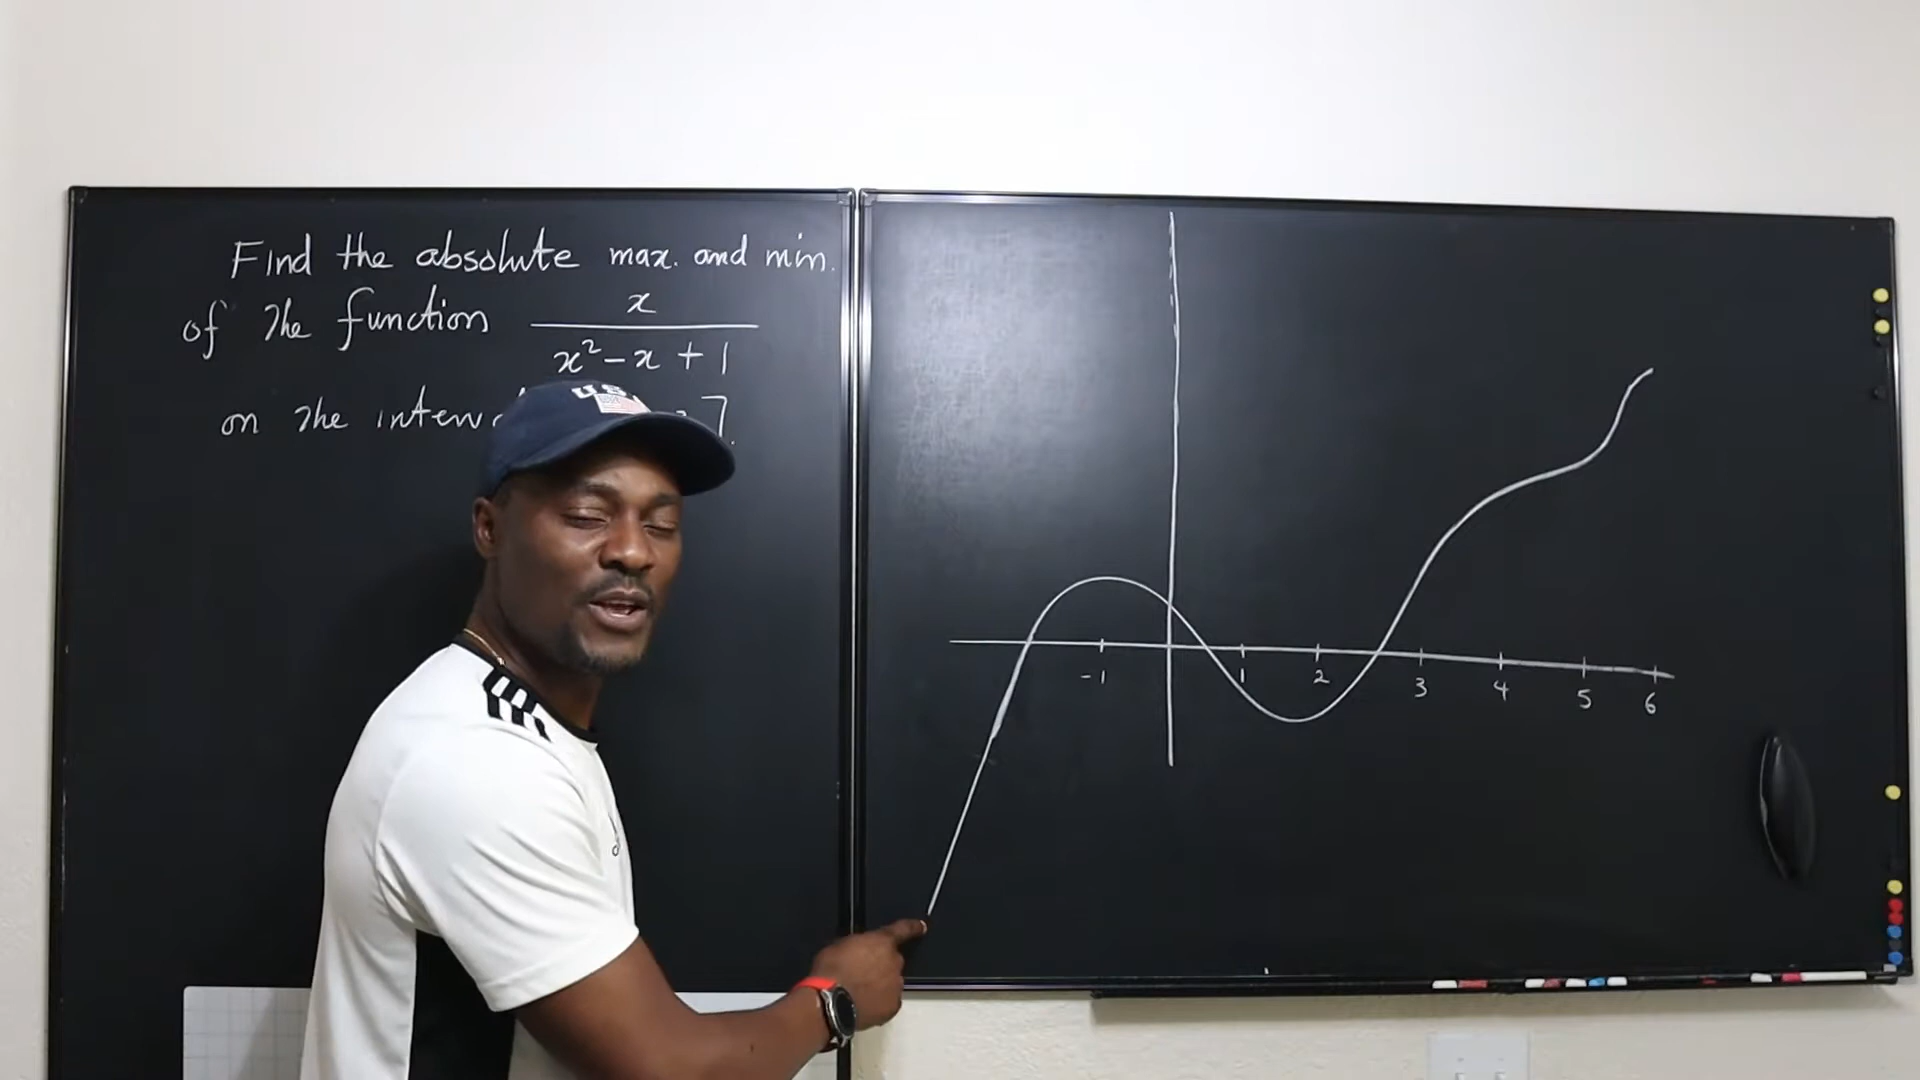 Find the absolute max. and min.
of the function x
x² - x + 1
on the ].
US
-1 1 2 3 4 5 6